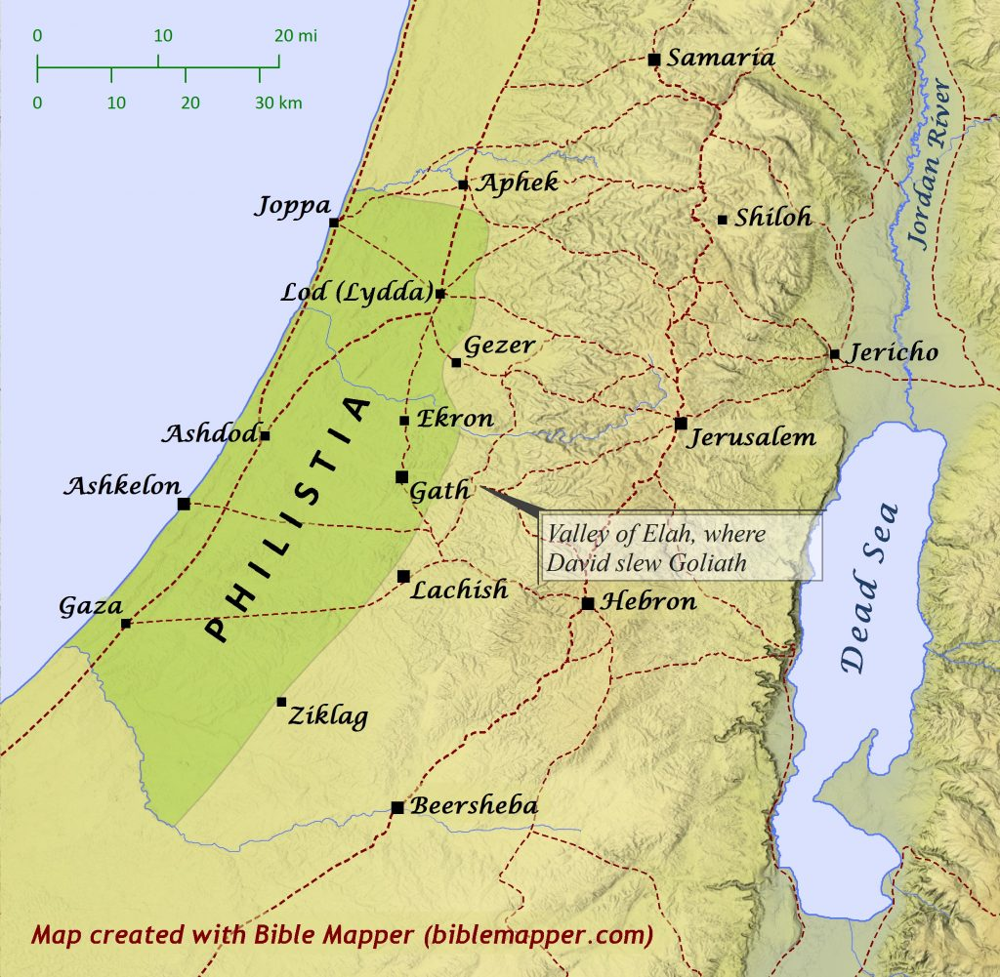 0 10 20 mi
0 10 20 30 km
Samaria
Jordan River
Aphek
Joppa
Shiloh
Lod (Lydda)
Gezer
Jericho
Ekron
Ashdod
Jerusalem
Ashkelon
Gath
PHILISTIA
Valley of Elah, where
David slew Goliath
Dead Sea
Lachish
Hebron
Gaza
Ziklag
Beersheba
Map created with Bible Mapper (biblemapper.com)